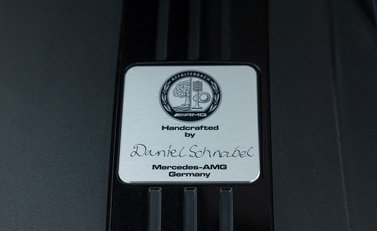 AFFALTERBACH
AMG
Handcrafted
by
Daniel Schnabel
Mercedes-AMG
Germany